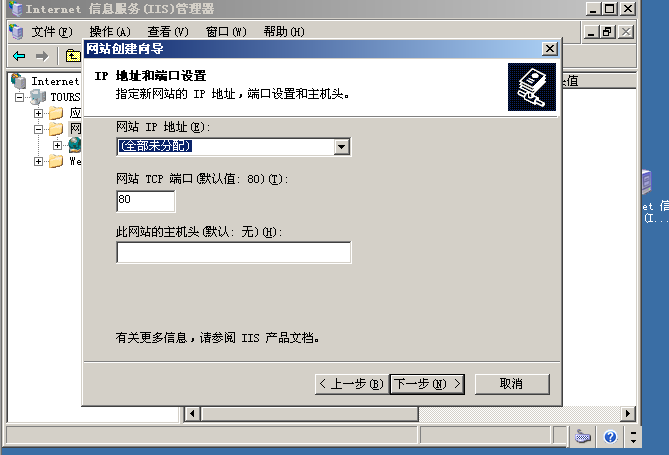 Internet 信息服务(IIS)管理器
文件(F) 操作(A) 查看(V) 窗口(W) 帮助(H)
网站创建向导
IP 地址和端口设置
指定新网站的 IP 地址，端口设置和主机头。
Internet
TOURS
应
网
We
头值
网站 IP 地址(E):
(全部未分配)
网站 TCP 端口(默认值: 80)(T):
80
此网站的主机头(默认: 无)(H):
有关更多信息，请参阅 IIS 产品文档。
< 上一步(B) 下一步(N) > 取消
et 信
(I...